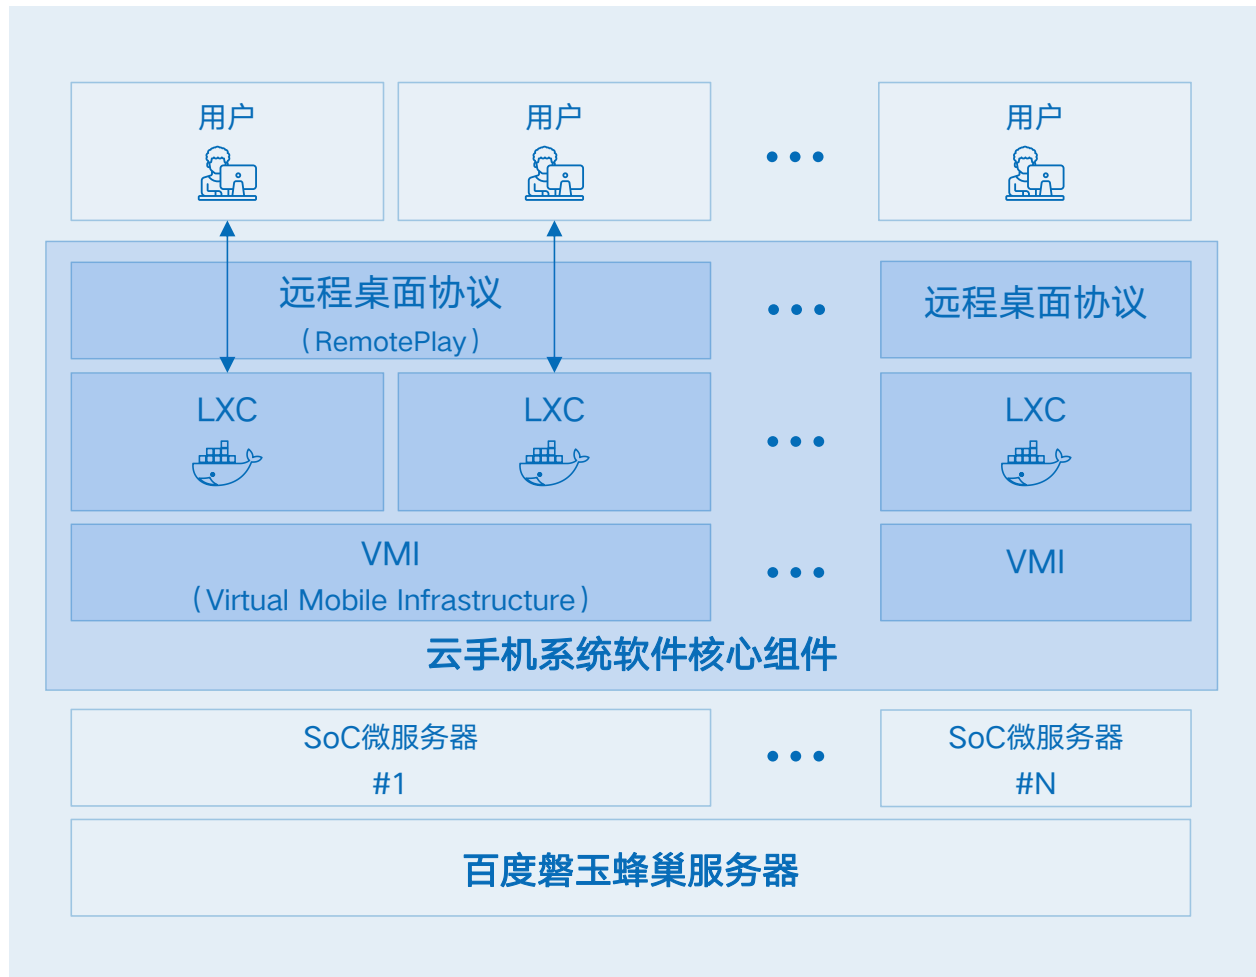 用户
用户
用户
远程桌面协议
（RemotePlay）
远程桌面协议
LXC
LXC
LXC
VMI
（Virtual Mobile Infrastructure）
VMI
云手机系统软件核心组件
SoC微服务器
#1
SoC微服务器
#N
百度磐玉蜂巢服务器